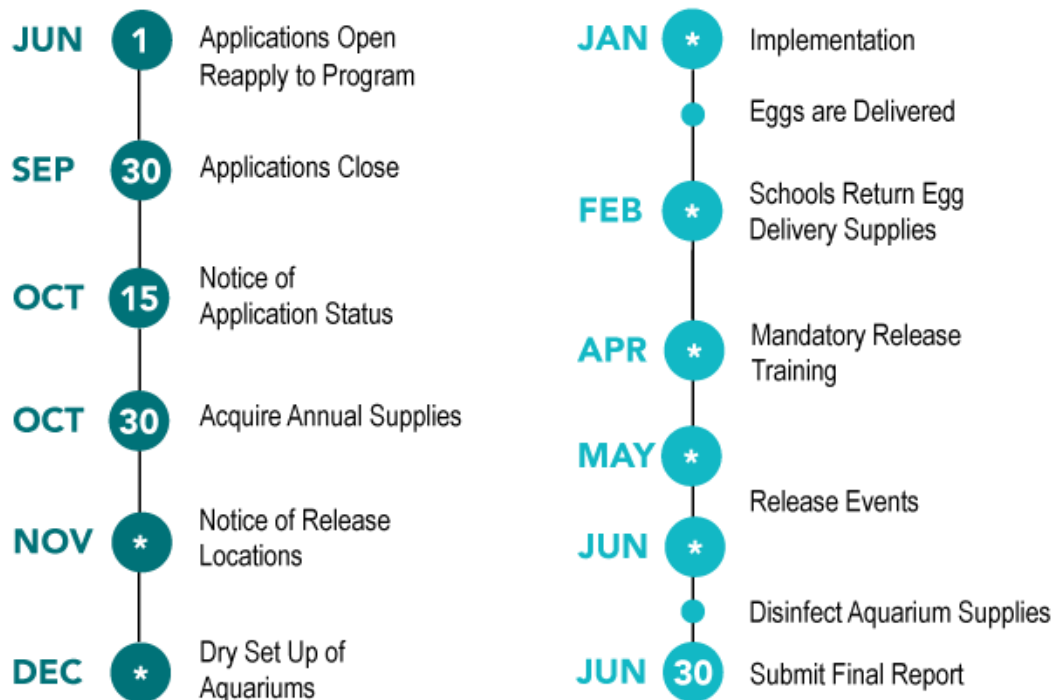 JUN 1 Applications Open
Reapply to Program
SEP 30 Applications Close
OCT 15 Notice of
Application Status
OCT 30 Acquire Annual Supplies
NOV * Notice of Release
Locations
DEC * Dry Set Up of
Aquariums
JAN * Implementation
Eggs are Delivered
FEB * Schools Return Egg
Delivery Supplies
APR * Mandatory Release
Training
MAY *
Release Events
JUN *
Disinfect Aquarium Supplies
JUN 30 Submit Final Report